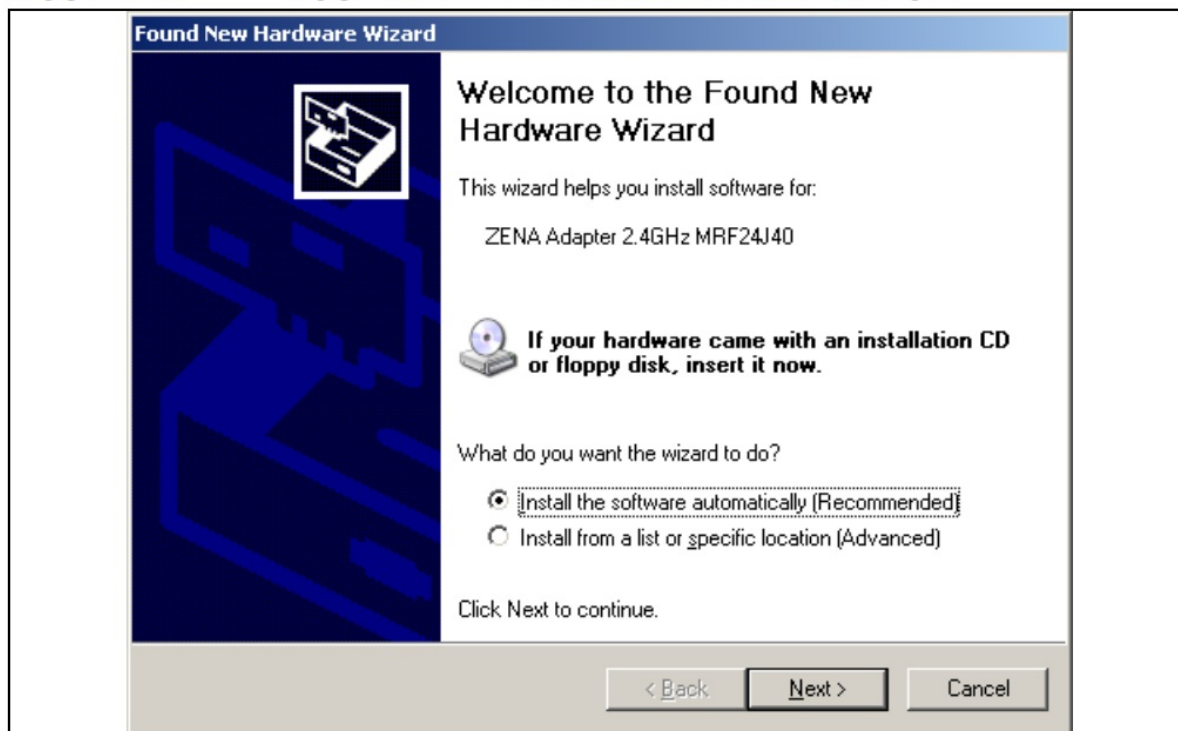 Found New Hardware Wizard
Welcome to the Found New
Hardware Wizard
This wizard helps you install software for:
ZENA Adapter 2.4GHz MRF24J40
If your hardware came with an installation CD
or floppy disk, insert it now.
What do you want the wizard to do?
Install the software automatically (Recommended)
Install from a list or specific location (Advanced)
Click Next to continue.
< Back
Next >
Cancel